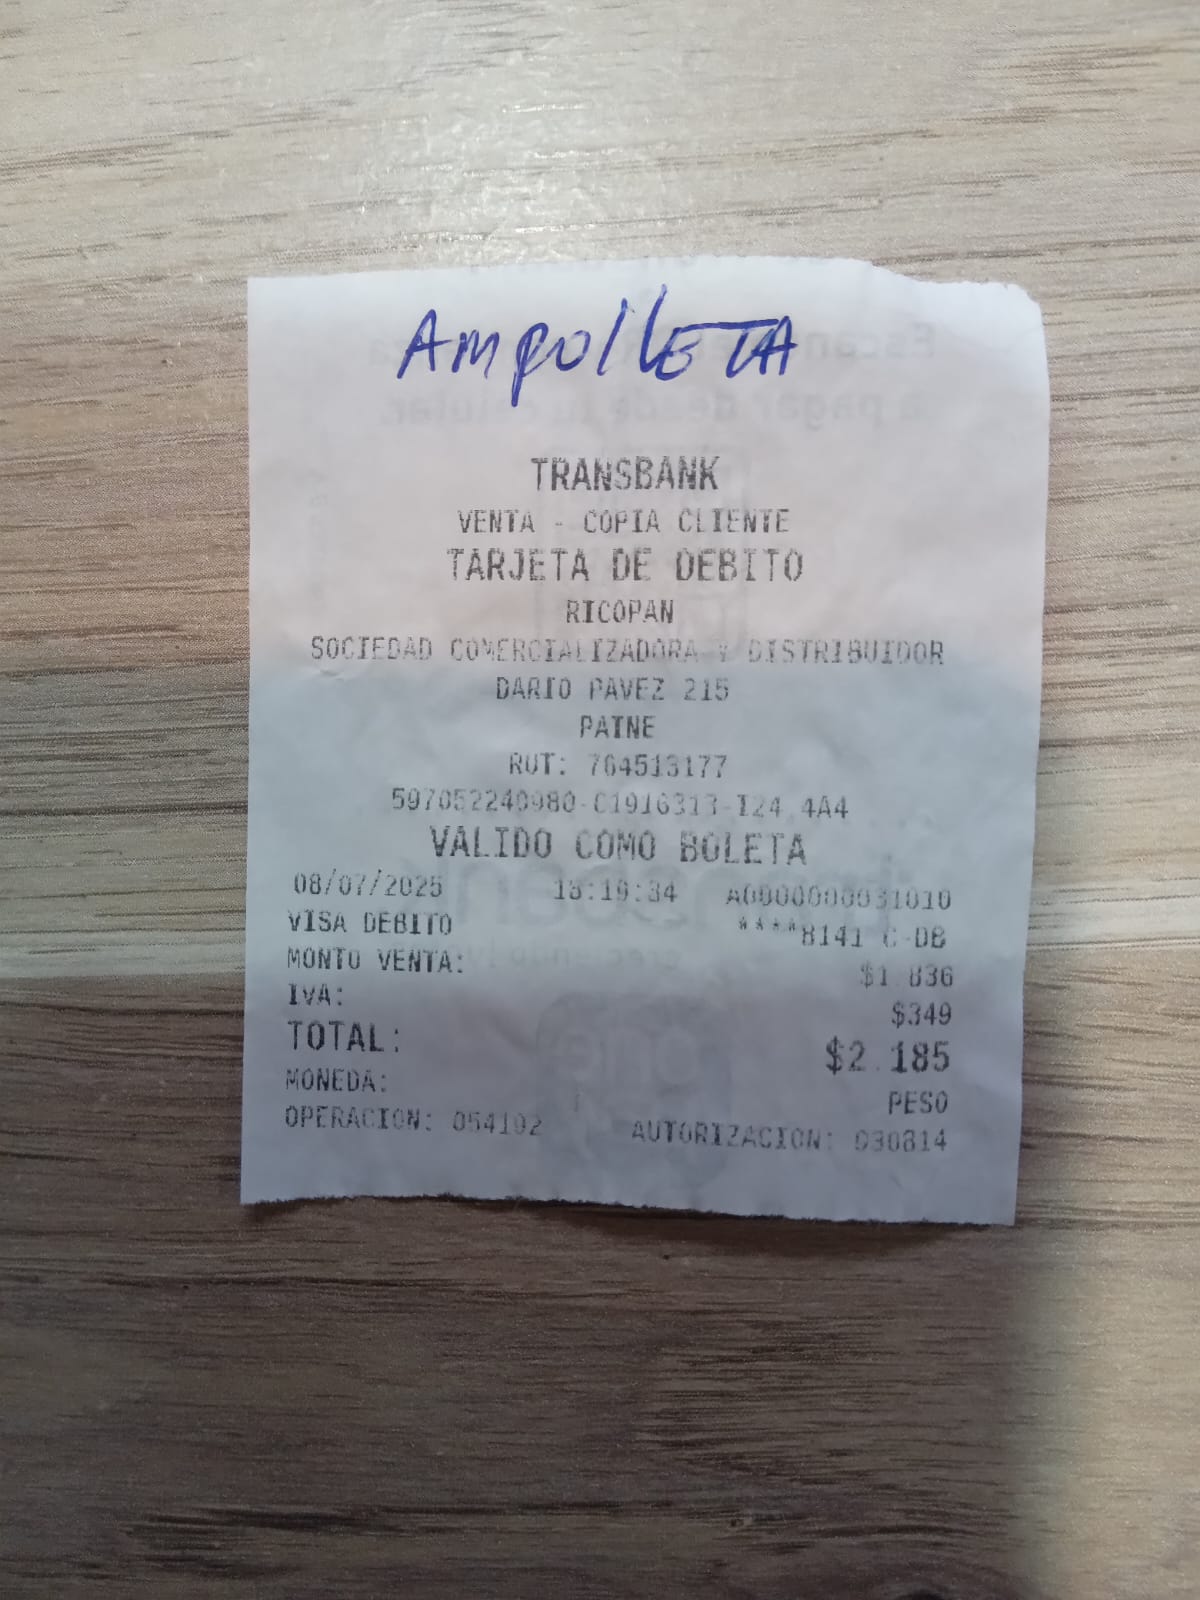 AMPOLLETA
TRANSBANK
VENTA - COPIA CLIENTE
TARJETA DE DEBITO
RICOPAN
SOCIEDAD COMERCIALIZADORA Y DISTRIBUIDOR
DARIO PAVEZ 215
PAINE
RUT: 764513177
597052240980-C1916313-I24.4A4
VALIDO COMO BOLETA
08/07/2025 18:19:34 A0000000031010
VISA DEBITO ****8141 C-DB
MONTO VENTA: $1.836
IVA: $349
TOTAL: $2.185
MONEDA: PESO
OPERACION: 054102 AUTORIZACION: 030814